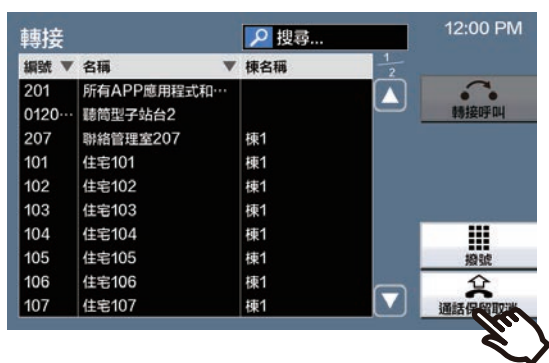 轉接
搜尋...
12:00 PM
編號 ▼ 名稱 ▼ 棟名稱
1/2
201 所有APP應用程式和…
0120… 聽筒型子站台2
207 聯絡管理室207 棟1
101 住宅101 棟1
102 住宅102 棟1
103 住宅103 棟1
104 住宅104 棟1
105 住宅105 棟1
106 住宅106 棟1
107 住宅107 棟1
轉接呼叫
撥號
通話保留取消